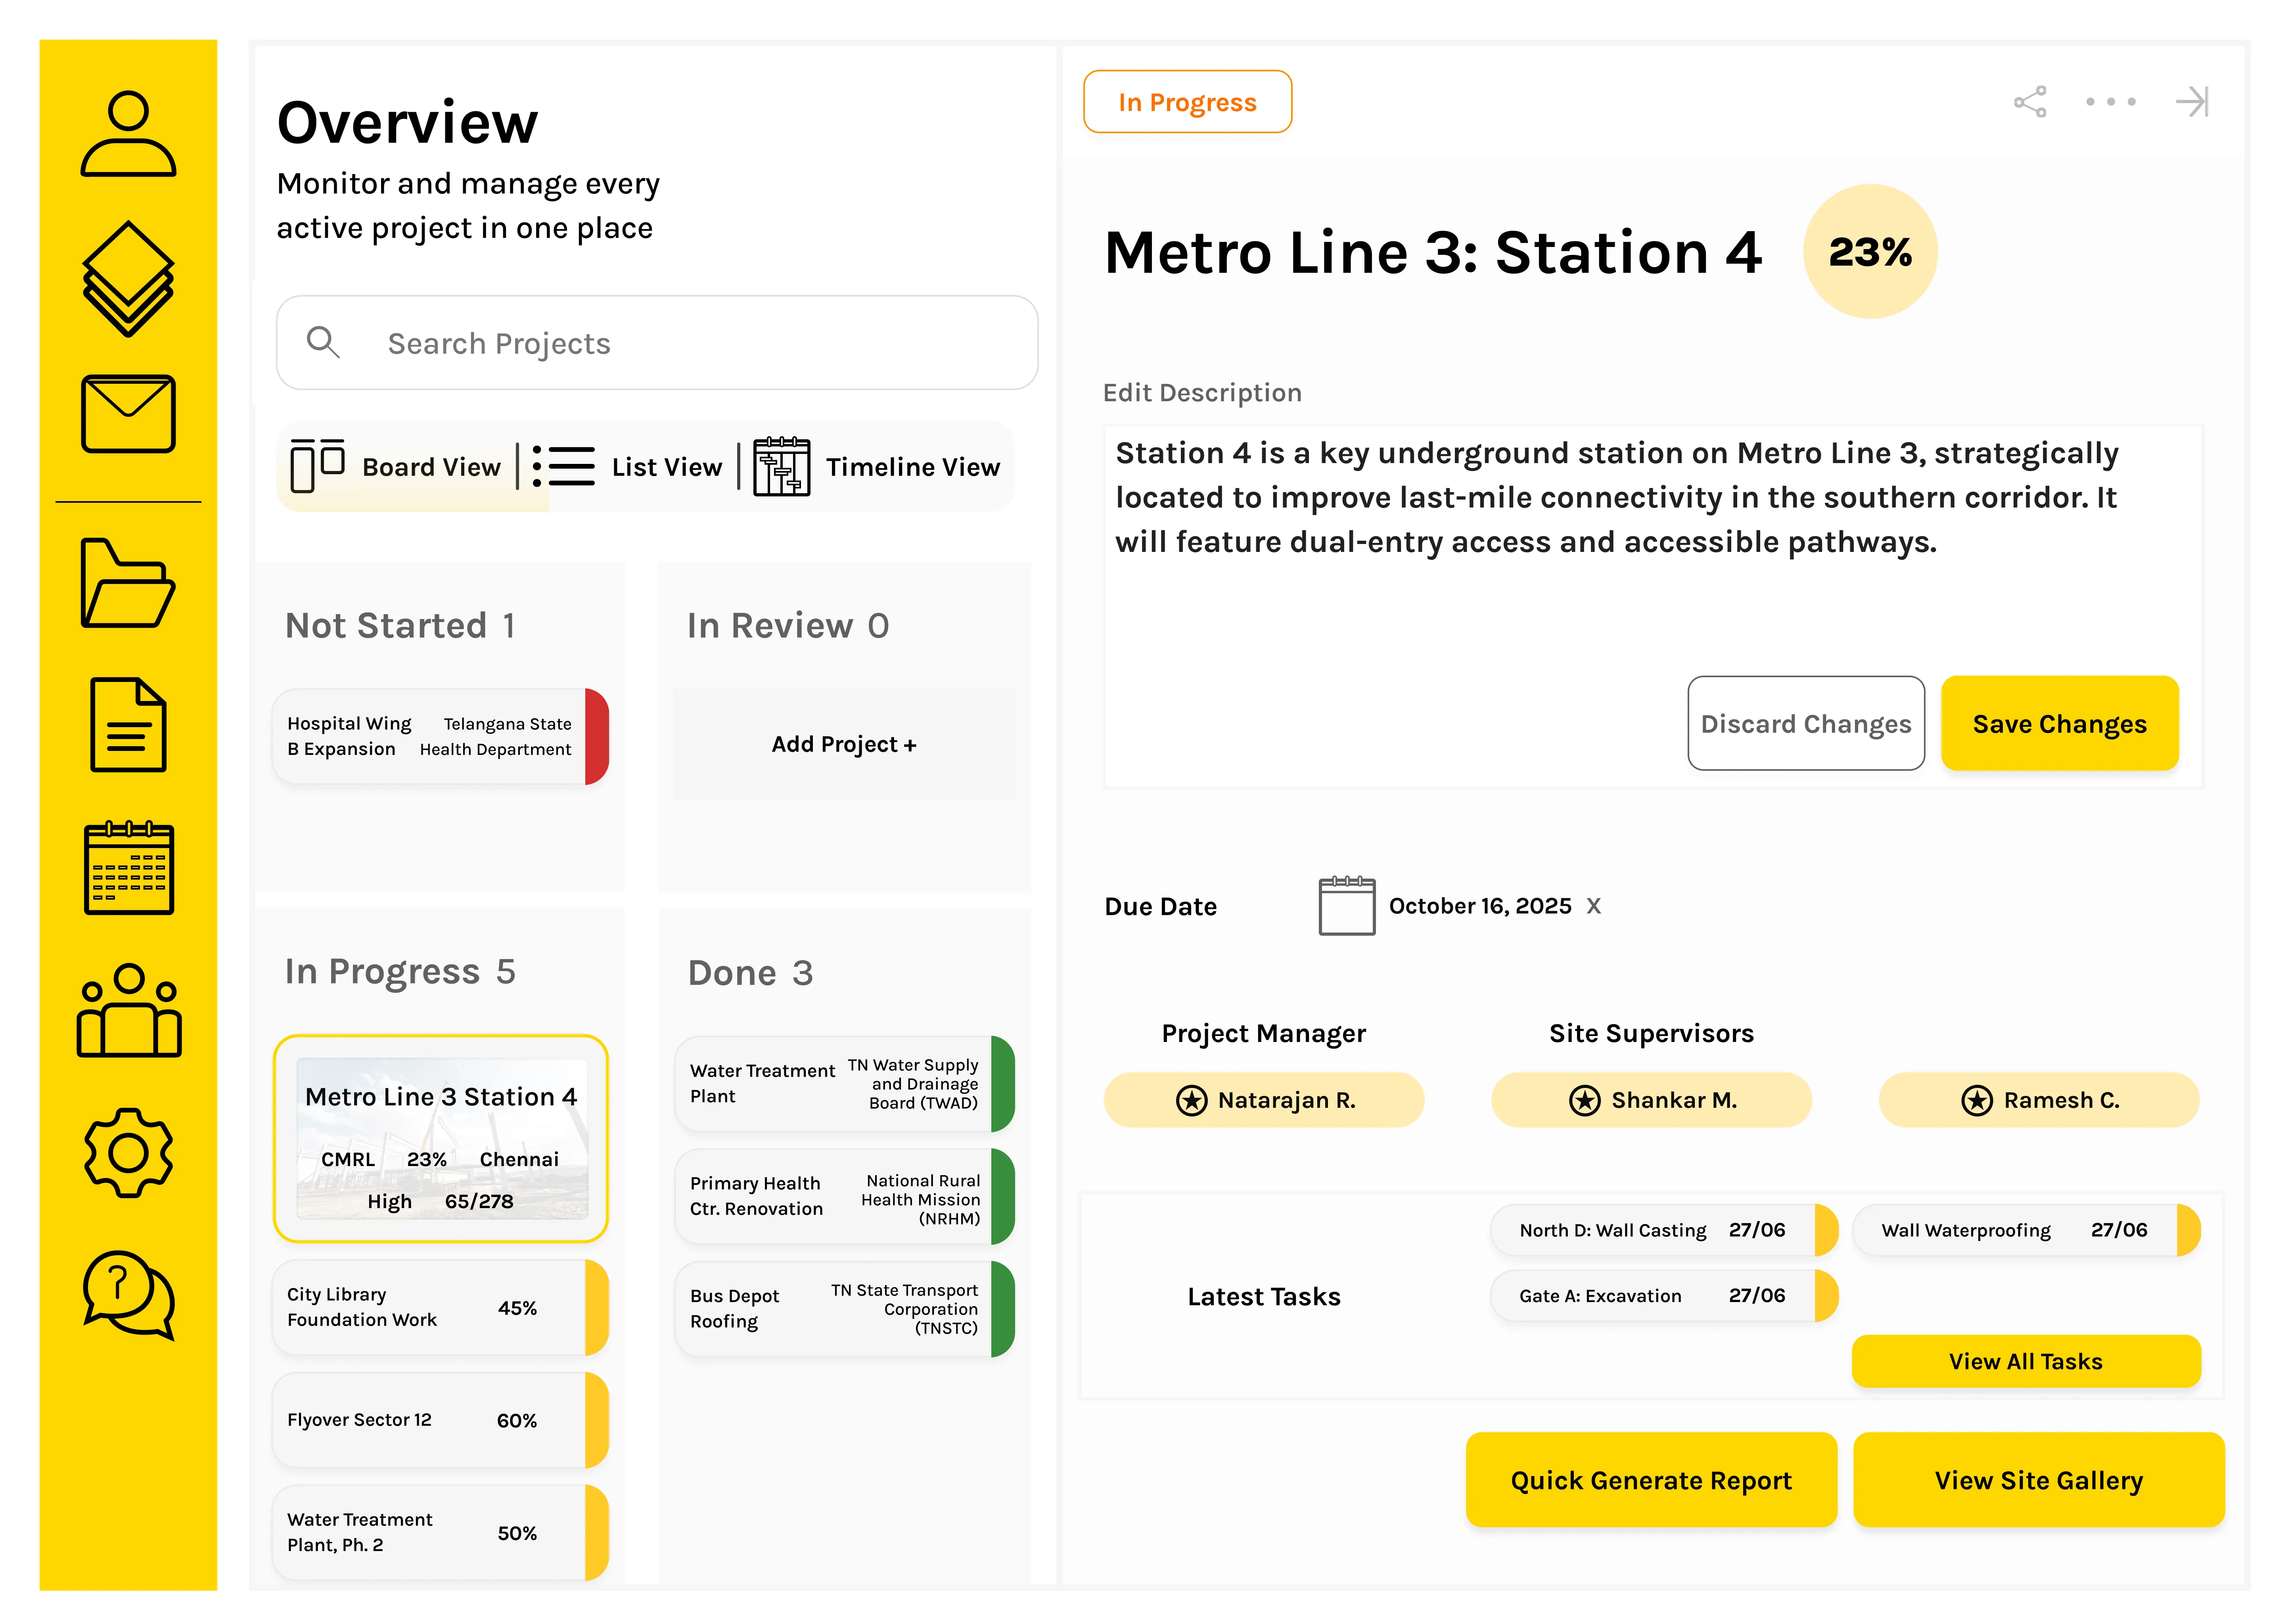 Overview
Monitor and manage every
active project in one place
Search Projects
Board View
List View
Timeline View
Not Started 1
Hospital Wing
B Expansion
Telangana State
Health Department
In Review 0
Add Project +
In Progress 5
Metro Line 3 Station 4
CMRL 23% Chennai
High 65/278
City Library
Foundation Work
45%
Flyover Sector 12
60%
Water Treatment
Plant, Ph. 2
50%
Done 3
Water Treatment
Plant
TN Water Supply
and Drainage
Board (TWAD)
Primary Health
Ctr. Renovation
National Rural
Health Mission
(NRHM)
Bus Depot
Roofing
TN State Transport
Corporation
(TNSTC)
In Progress
Metro Line 3: Station 4
23%
Edit Description
Station 4 is a key underground station on Metro Line 3, strategically
located to improve last-mile connectivity in the southern corridor. It
will feature dual-entry access and accessible pathways.
Discard Changes
Save Changes
Due Date
October 16, 2025 X
Project Manager
Natarajan R.
Site Supervisors
Shankar M.
Ramesh C.
Latest Tasks
North D: Wall Casting 27/06
Wall Waterproofing 27/06
Gate A: Excavation 27/06
View All Tasks
Quick Generate Report
View Site Gallery
?